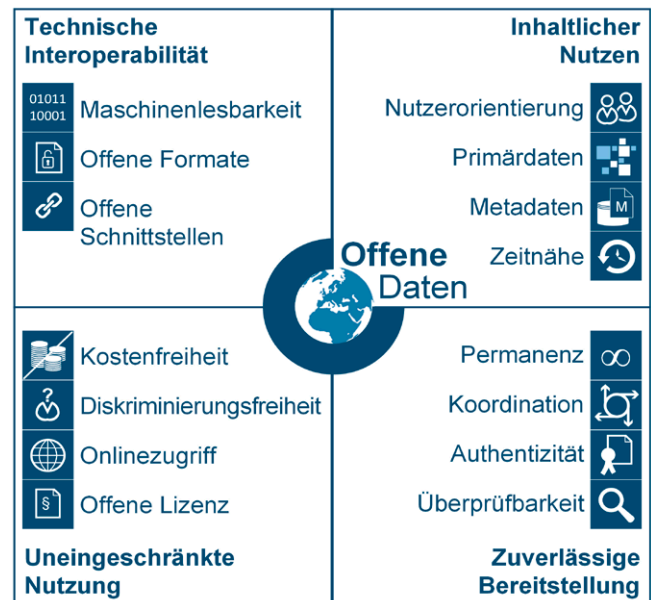 Technische
Interoperabilität
01011
10001
Maschinenlesbarkeit
Offene Formate
Offene
Schnittstellen
Inhaltlicher
Nutzen
Nutzerorientierung
Primärdaten
Metadaten
M
Zeitnähe
Offene
Daten
Kostenfreiheit
?
Diskriminierungsfreiheit
Onlinezugriff
§
Offene Lizenz
Uneingeschränkte
Nutzung
Permanenz
∞
Koordination
Authentizität
Überprüfbarkeit
Zuverlässige
Bereitstellung